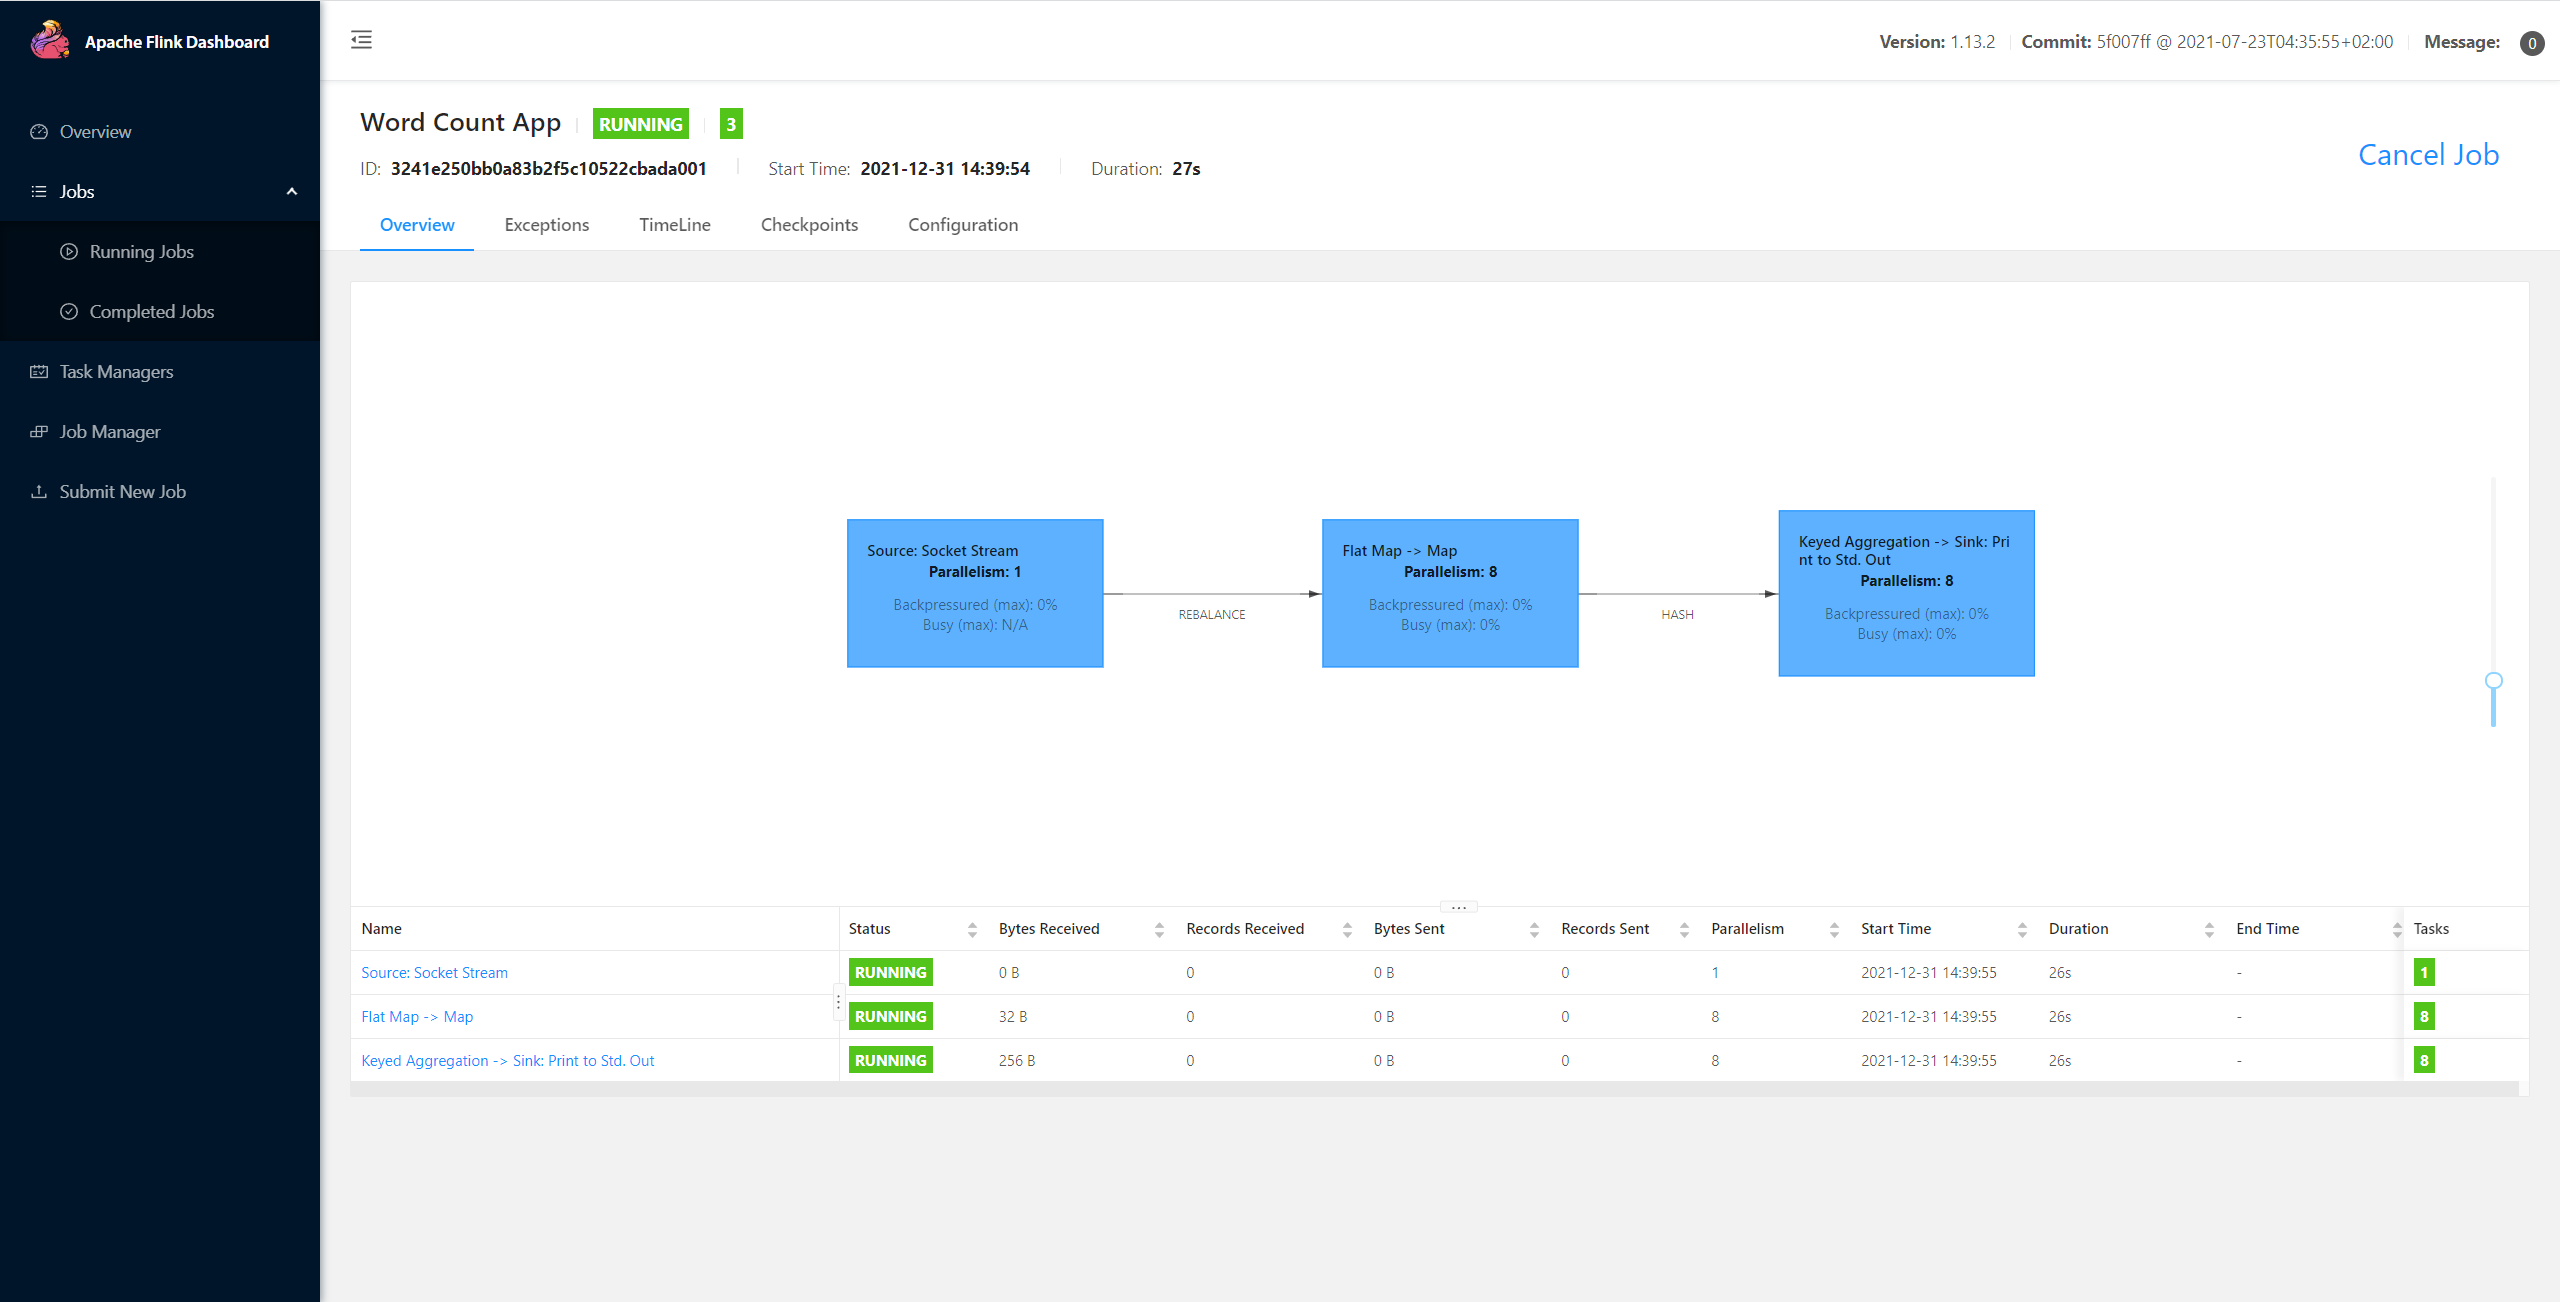 Apache Flink Dashboard
Version: 1.13.2 Commit: 5f007ff @ 2021-07-23T04:35:55+02:00 Message: 0
Overview
Jobs
Running Jobs
Completed Jobs
Task Managers
Job Manager
Submit New Job
Word Count App RUNNING 3
ID: 3241e250bb0a83b2f5c10522cbada001 Start Time: 2021-12-31 14:39:54 Duration: 27s
Cancel Job
Overview Exceptions TimeLine Checkpoints Configuration
Source: Socket Stream
Parallelism: 1
Backpressured (max): 0%
Busy (max): N/A
REBALANCE
Flat Map -> Map
Parallelism: 8
Backpressured (max): 0%
Busy (max): 0%
HASH
Keyed Aggregation -> Sink: Pri
nt to Std. Out
Parallelism: 8
Backpressured (max): 0%
Busy (max): 0%
Name Status Bytes Received Records Received Bytes Sent Records Sent Parallelism Start Time Duration End Time Tasks
Source: Socket Stream RUNNING 0 B 0 0 B 0 1 2021-12-31 14:39:55 26s - 1
Flat Map -> Map RUNNING 32 B 0 0 B 0 8 2021-12-31 14:39:55 26s - 8
Keyed Aggregation -> Sink: Print to Std. Out RUNNING 256 B 0 0 B 0 8 2021-12-31 14:39:55 26s - 8